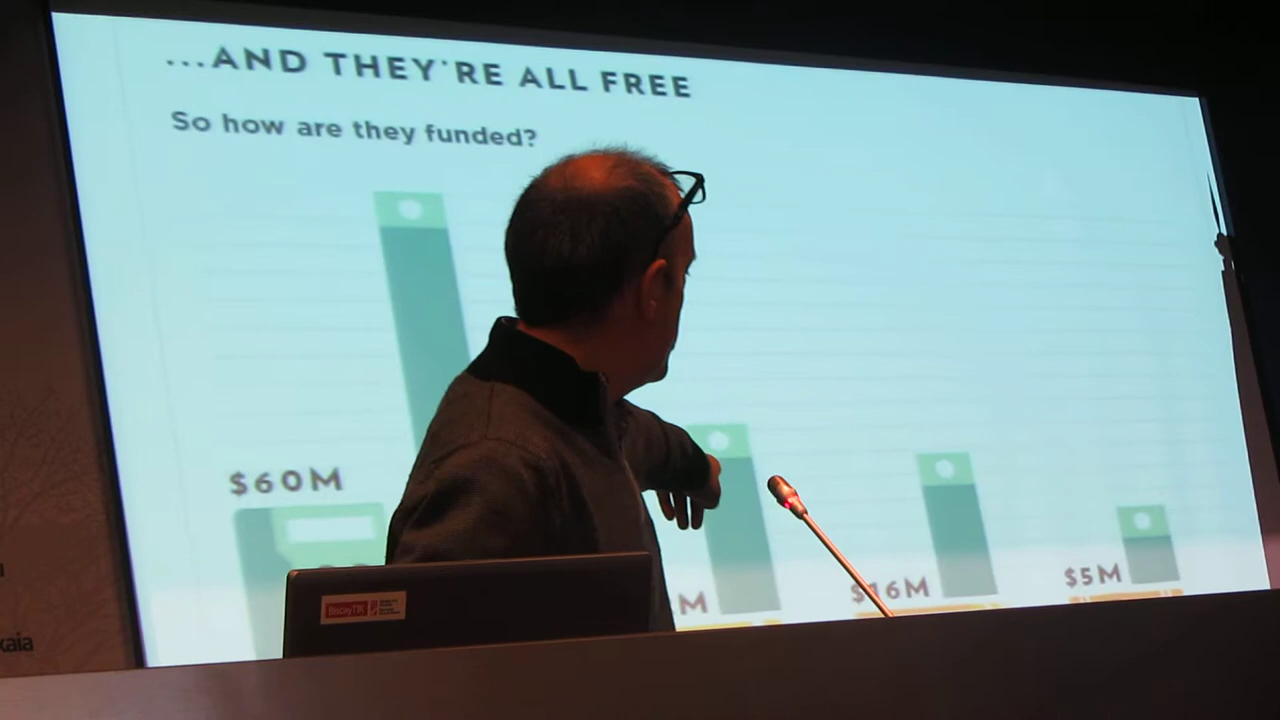 ...AND THEY'RE ALL FREE
So how are they funded?
$60M
M
$16M
$5M
BiscayTIK
kaia